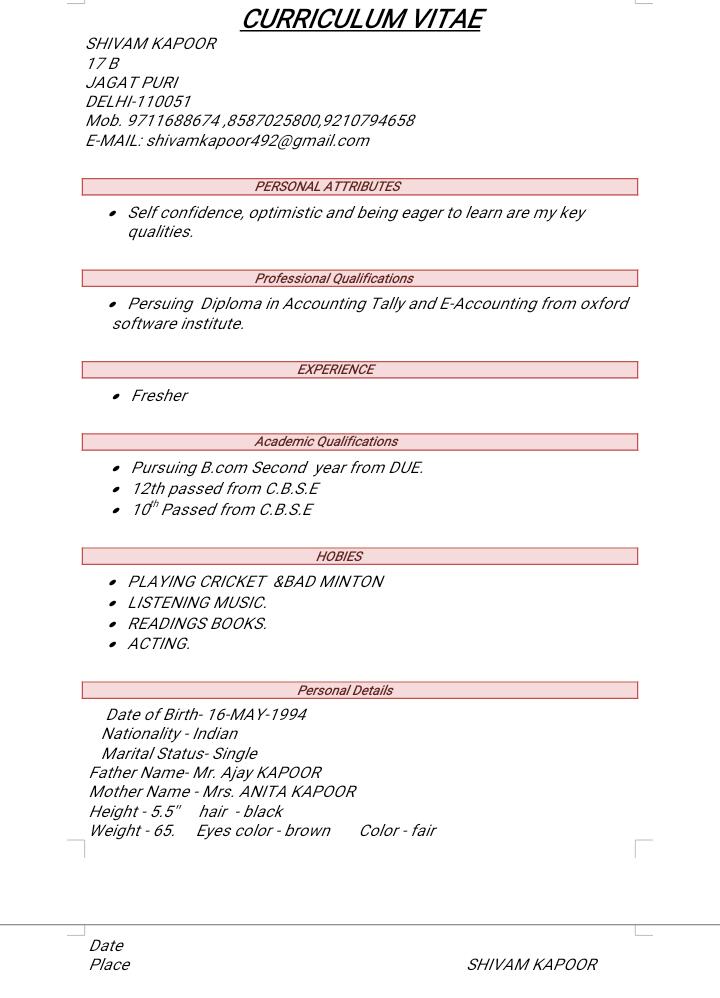 CURRICULUM VITAE
SHIVAM KAPOOR
17 B
JAGAT PURI
DELHI-110051
Mob. 9711688674 ,8587025800,9210794658
E-MAIL: shivamkapoor492@gmail.com
PERSONAL ATTRIBUTES
• Self confidence, optimistic and being eager to learn are my key
qualities.
Professional Qualifications
• Persuing Diploma in Accounting Tally and E-Accounting from oxford
software institute.
EXPERIENCE
• Fresher
Academic Qualifications
• Pursuing B.com Second year from DUE.
• 12th passed from C.B.S.E
• 10th Passed from C.B.S.E
HOBIES
• PLAYING CRICKET &BAD MINTON
• LISTENING MUSIC.
• READINGS BOOKS.
• ACTING.
Personal Details
Date of Birth- 16-MAY-1994
Nationality - Indian
Marital Status- Single
Father Name- Mr. Ajay KAPOOR
Mother Name - Mrs. ANITA KAPOOR
Height - 5.5" hair - black
Weight - 65. Eyes color - brown Color - fair
Date
Place SHIVAM KAPOOR